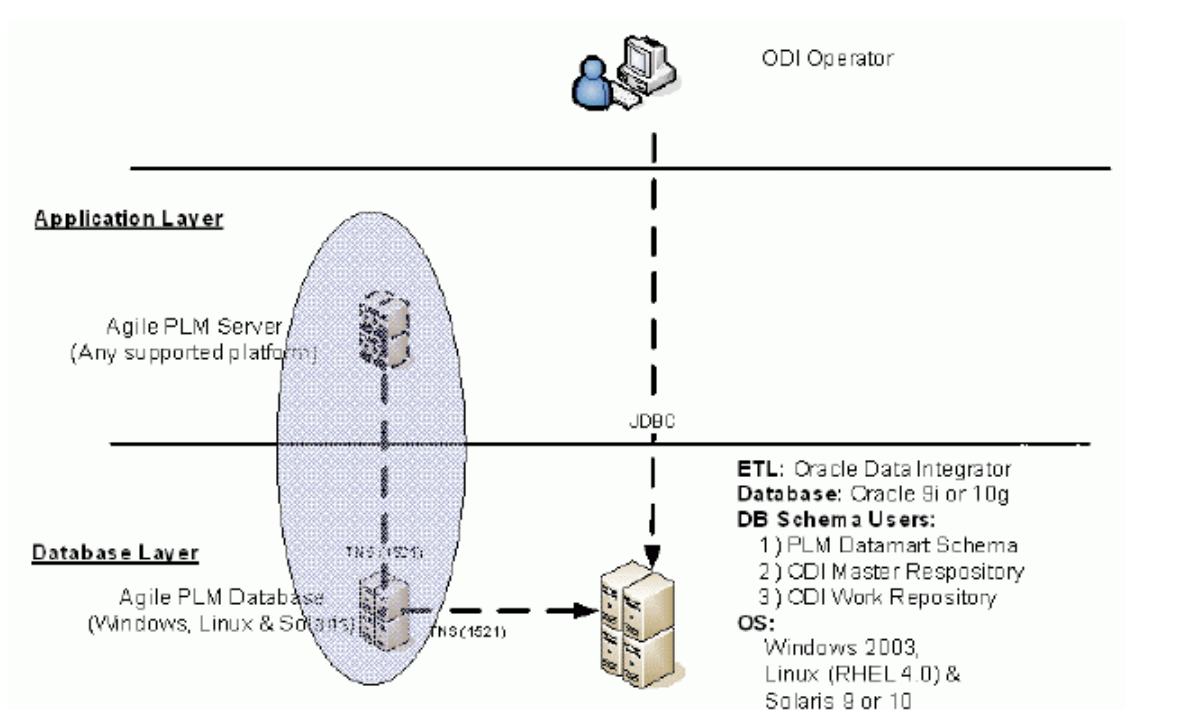 ODI Operator
Application Layer
Agile PLM Server
(Any supported platform)
JDBC
ETL: Oracle Data Integrator
Database: Oracle 9i or 10g
DB Schema Users:
1) PLM Datamart Schema
2) ODI Master Respository
3) ODI Work Repository
OS:
Windows 2003,
Linux (RHEL 4.0) &
Solaris 9 or 10
Database Layer
TNS (1521)
Agile PLM Database
(Windows, Linux & Solaris)
TNS (1521)